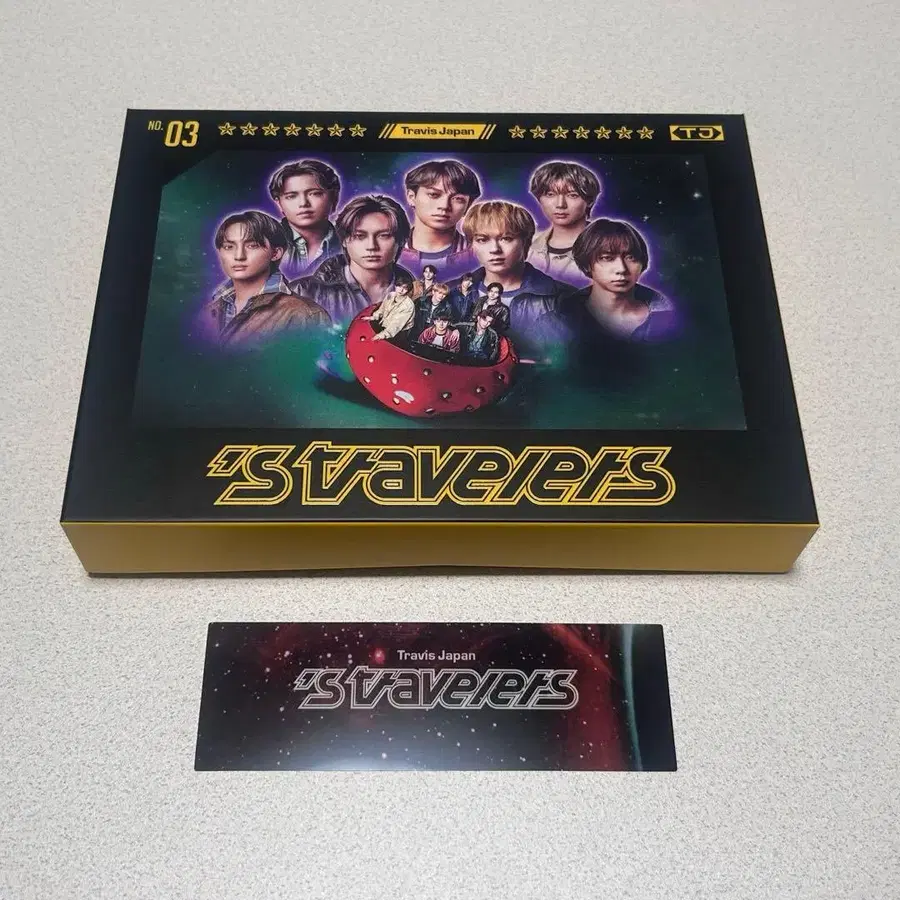 NO. 03 ☆☆☆☆☆☆☆ // Travis Japan // ☆☆☆☆☆☆☆ TJ
's travelers
Travis Japan
's travelers